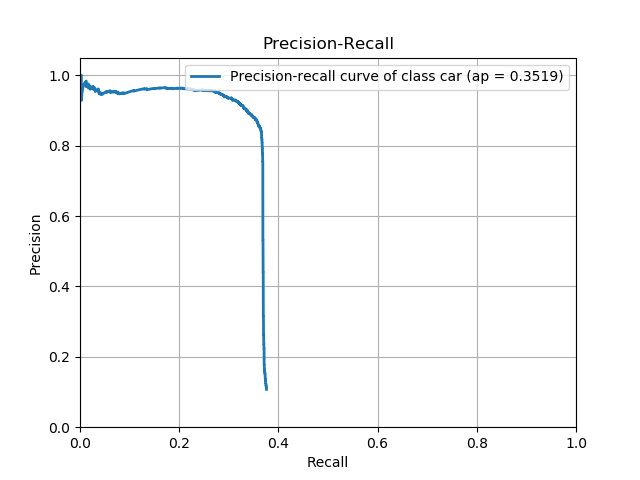 Precision-Recall
Precision-recall curve of class car (ap = 0.3519)
1.0
0.8
0.6
0.4
0.2
0.0
Precision
0.0 0.2 0.4 0.6 0.8 1.0
Recall